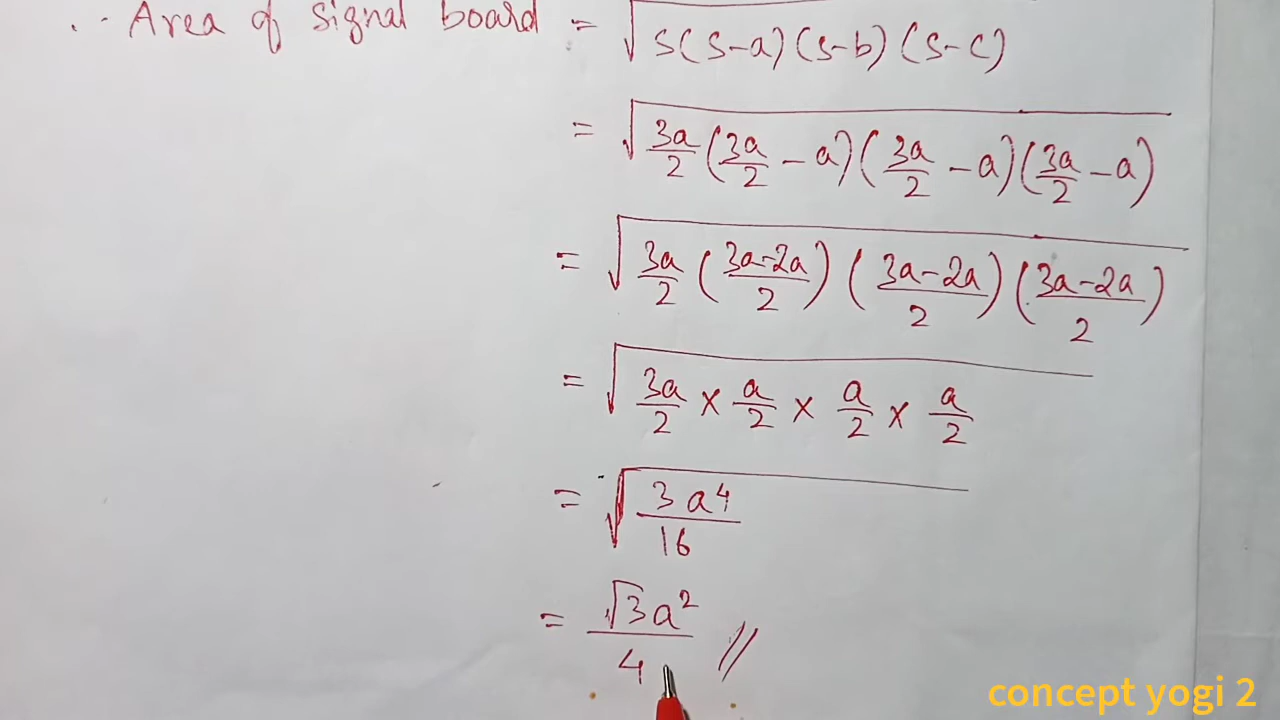 ∴ Area of signal board = √s(s-a)(s-b)(s-c)
= √3a/2(3a/2 - a)(3a/2 - a)(3a/2 - a)
= √3a/2(3a-2a/2)(3a-2a/2)(3a-2a/2)
= √3a/2 × a/2 × a/2 × a/2
= √3a⁴/16
= √3a²/4 //
concept yogi 2